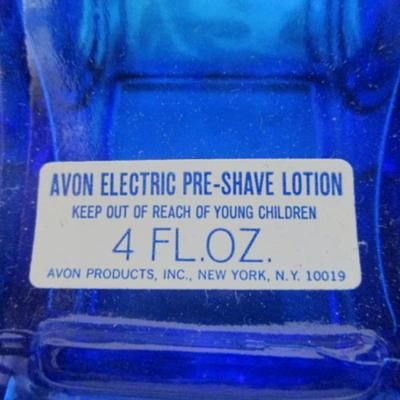 AVON ELECTRIC PRE-SHAVE LOTION
KEEP OUT OF REACH OF YOUNG CHILDREN
4 FL.OZ.
AVON PRODUCTS, INC., NEW YORK, N.Y. 10019